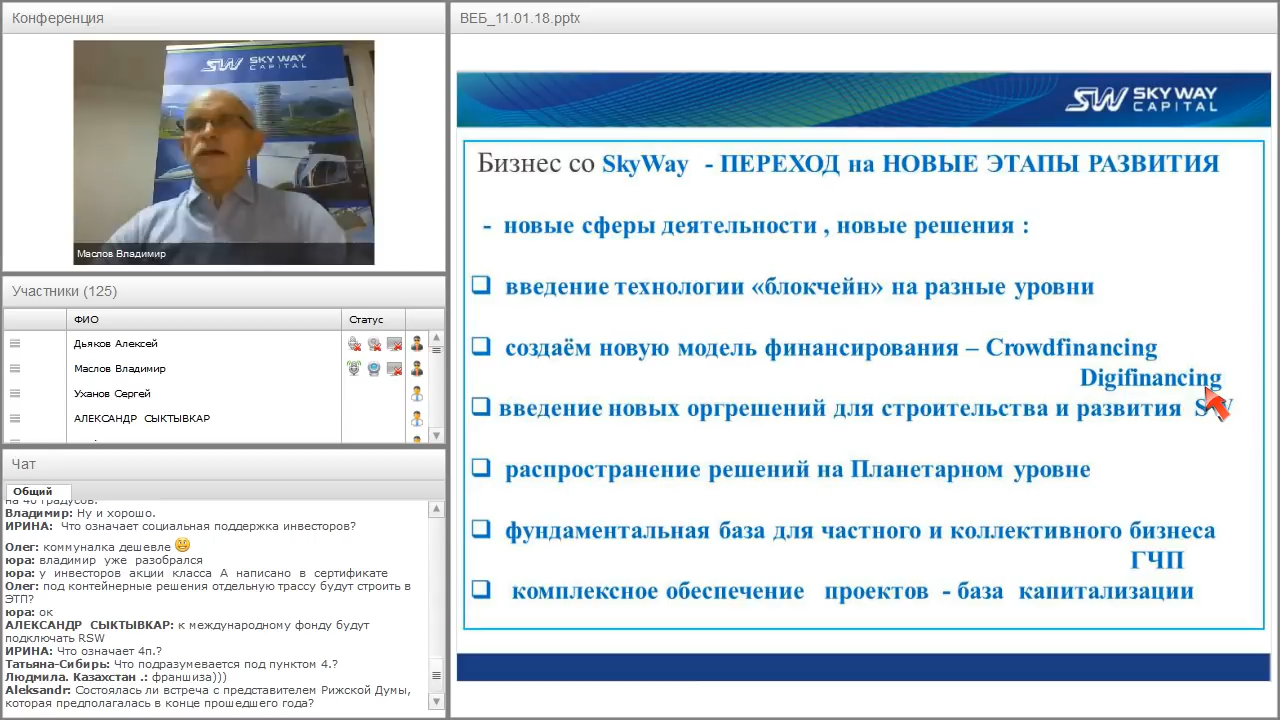 Конференция
SKY WAY
CAPITAL
Маслов Владимир
Участники (125)
ФИО
Статус
Дьяков Алексей
Маслов Владимир
Уханов Сергей
АЛЕКСАНДР СЫКТЫВКАР
Чат
Общий
на 40 градусов.
Владимир: Ну и хорошо.
ИРИНА: Что означает социальная поддержка инвесторов?
Олег: коммуналка дешевле
юра: владимир уже разобрался
юра: у инвесторов акции класса А написано в сертификате
Олег: под контейнерные решения отдельную трассу будут строить в
ЭТП?
юра: ок
АЛЕКСАНДР СЫКТЫВКАР: к международному фонду будут
подключать RSW
ИРИНА: Что означает 4п.?
Татьяна-Сибирь: Что подразумевается под пунктом 4.?
Людмила. Казахстан .: франшиза)))
Aleksandr: Состоялась ли встреча с представителем Рижской Думы,
которая предполагалась в кунце прошедшего года?
ВЕБ_11.01.18.pptx
SW SKY WAY
CAPITAL
Бизнес со SkyWay - ПЕРЕХОД на НОВЫЕ ЭТАПЫ РАЗВИТИЯ
- новые сферы деятельности , новые решения :
введение технологии «блокчейн» на разные уровни
создаём новую модель финансирования – Crowdfinancing
Digifinancing
введение новых оргрешений для строительства и развития
распространение решений на Планетарном уровне
фундаментальная база для частного и коллективного бизнеса
ГЧП
комплексное обеспечение проектов - база капитализации